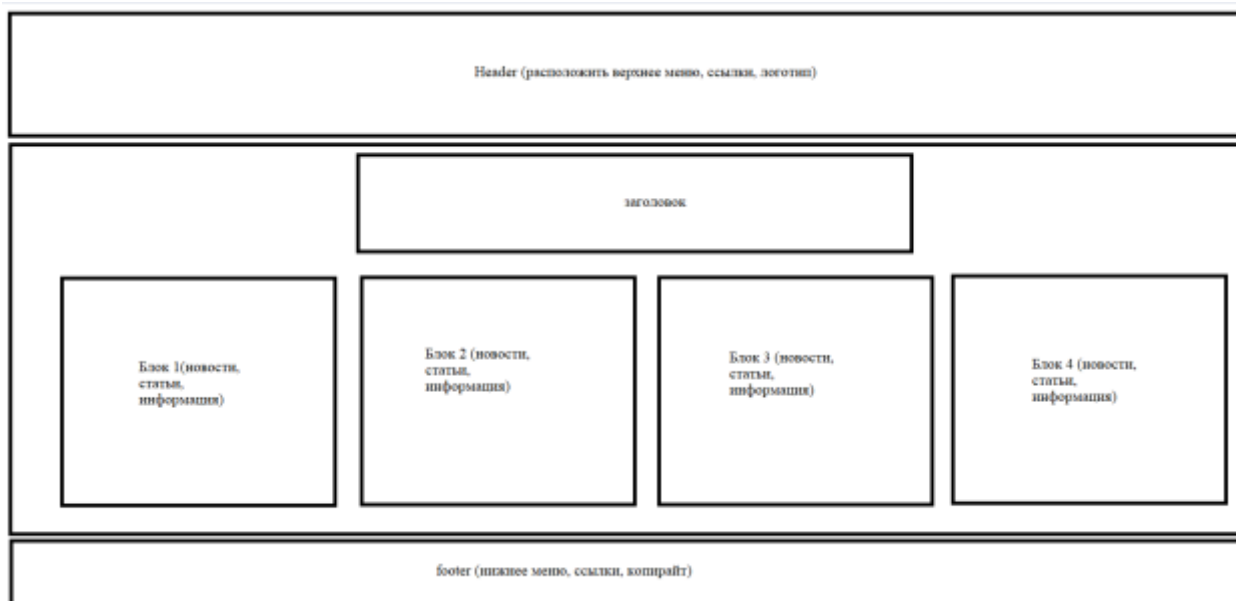 Header (расположить верхнее меню, ссылки, логотип)
заголовок
Блок 1(новости,
статьи,
информация)
Блок 2 (новости,
статьи,
информация)
Блок 3 (новости,
статьи,
информация)
Блок 4 (новости,
статьи,
информация)
footer (нижнее меню, ссылки, копирайт)